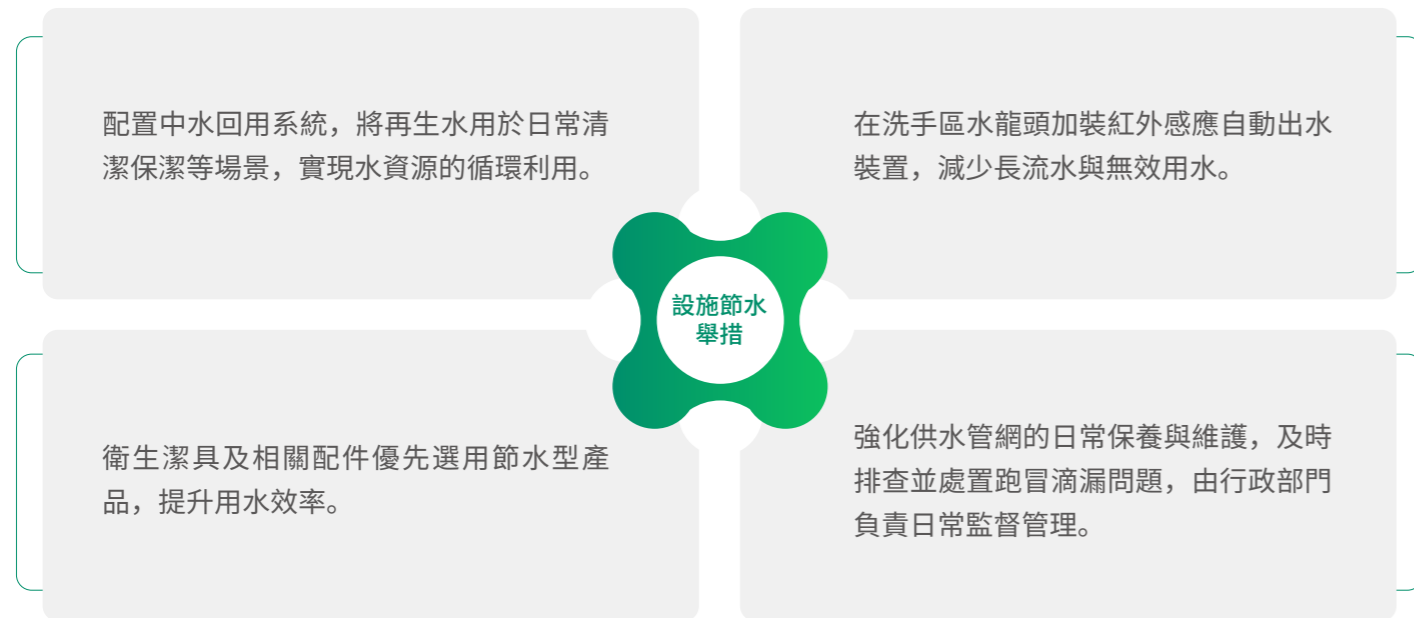 配置中水回用系統，將再生水用於日常清
潔保潔等場景，實現水資源的循環利用。
在洗手區水龍頭加裝紅外感應自動出水
裝置，減少長流水與無效用水。
設施節水
舉措
衛生潔具及相關配件優先選用節水型產
品，提升用水效率。
強化供水管網的日常保養與維護，及時
排查並處置跑冒滴漏問題，由行政部門
負責日常監督管理。